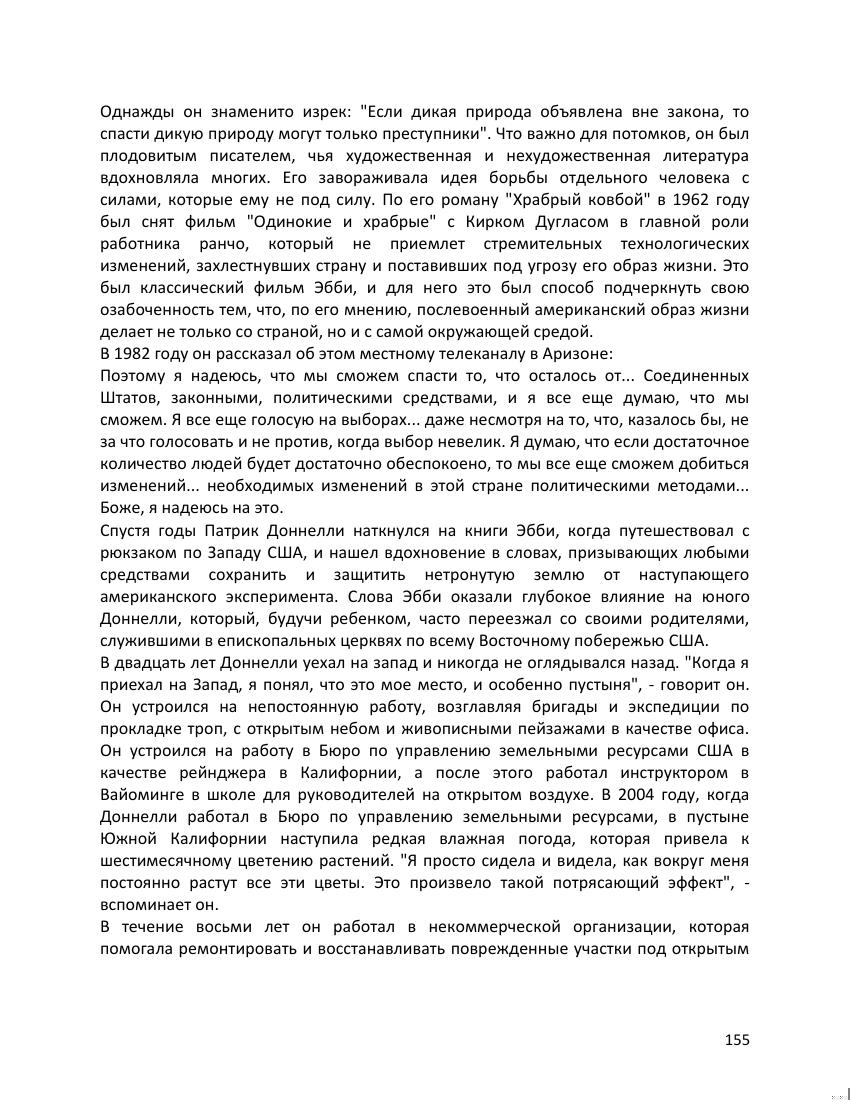 Однажды он знаменито изрек: "Если дикая природа объявлена вне закона, то
спасти дикую природу могут только преступники". Что важно для потомков, он был
плодовитым писателем, чья художественная и нехудожественная литература
вдохновляла многих. Его завораживала идея борьбы отдельного человека с
силами, которые ему не под силу. По его роману "Храбрый ковбой" в 1962 году
был снят фильм "Одинокие и храбрые" с Кирком Дугласом в главной роли
работника ранчо, который не приемлет стремительных технологических
изменений, захлестнувших страну и поставивших под угрозу его образ жизни. Это
был классический фильм Эбби, и для него это был способ подчеркнуть свою
озабоченность тем, что, по его мнению, послевоенный американский образ жизни
делает не только со страной, но и с самой окружающей средой.
В 1982 году он рассказал об этом местному телеканалу в Аризоне:
Поэтому я надеюсь, что мы сможем спасти то, что осталось от... Соединенных
Штатов, законными, политическими средствами, и я все еще думаю, что мы
сможем. Я все еще голосую на выборах... даже несмотря на то, что, казалось бы, не
за что голосовать и не против, когда выбор невелик. Я думаю, что если достаточное
количество людей будет достаточно обеспокоено, то мы все еще сможем добиться
изменений... необходимых изменений в этой стране политическими методами...
Боже, я надеюсь на это.
Спустя годы Патрик Доннелли наткнулся на книги Эбби, когда путешествовал с
рюкзаком по Западу США, и нашел вдохновение в словах, призывающих любыми
средствами сохранить и защитить нетронутую землю от наступающего
американского эксперимента. Слова Эбби оказали глубокое влияние на юного
Доннелли, который, будучи ребенком, часто переезжал со своими родителями,
служившими в епископальных церквях по всему Восточному побережью США.
В двадцать лет Доннелли уехал на запад и никогда не оглядывался назад. "Когда я
приехал на Запад, я понял, что это мое место, и особенно пустыня", - говорит он.
Он устроился на непостоянную работу, возглавляя бригады и экспедиции по
прокладке троп, с открытым небом и живописными пейзажами в качестве офиса.
Он устроился на работу в Бюро по управлению земельными ресурсами США в
качестве рейнджера в Калифорнии, а после этого работал инструктором в
Вайоминге в школе для руководителей на открытом воздухе. В 2004 году, когда
Доннелли работал в Бюро по управлению земельными ресурсами, в пустыне
Южной Калифорнии наступила редкая влажная погода, которая привела к
шестимесячному цветению растений. "Я просто сидела и видела, как вокруг меня
постоянно растут все эти цветы. Это произвело такой потрясающий эффект", -
вспоминает он.
В течение восьми лет он работал в некоммерческой организации, которая
помогала ремонтировать и восстанавливать поврежденные участки под открытым
155